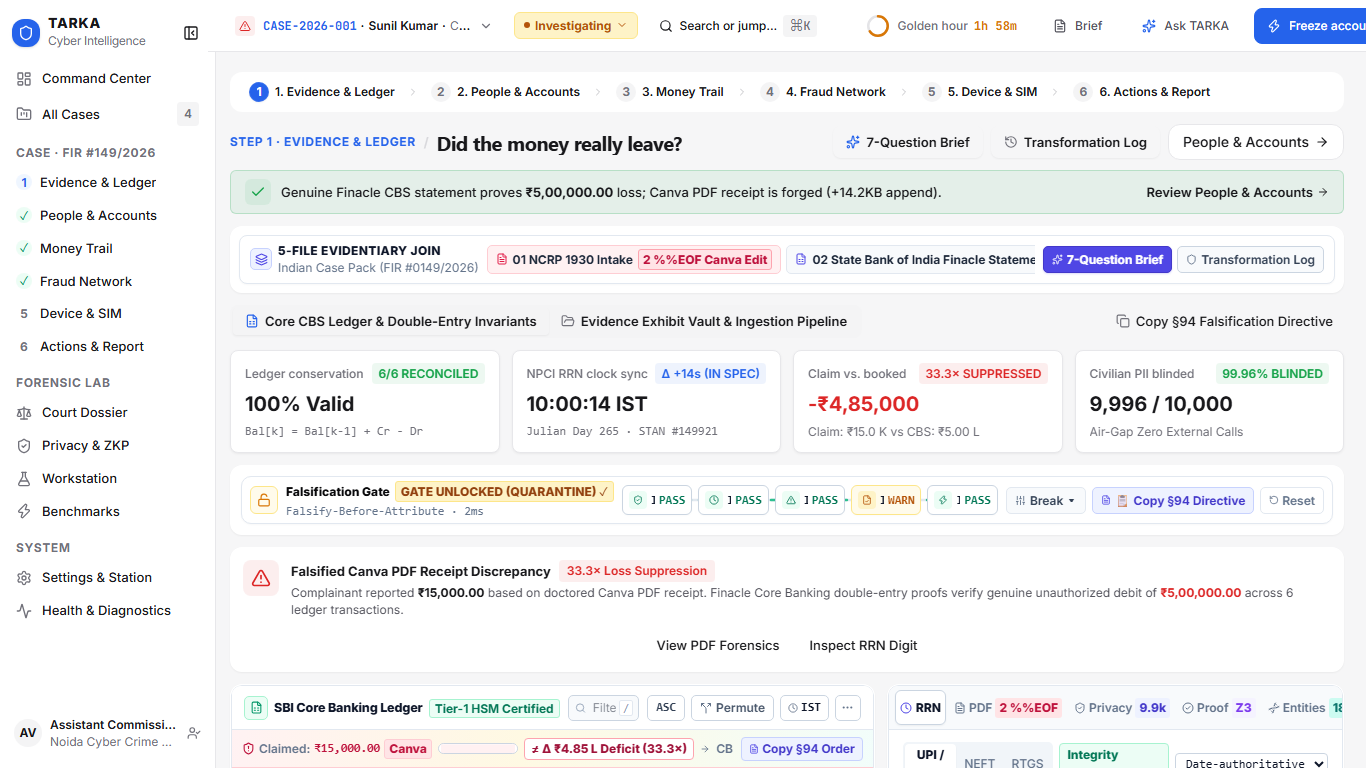 TARKA
Cyber Intelligence
CASE-2026-001 · Sunil Kumar · C...
Investigating
Search or jump... ⌘K
Golden hour 1h 58m
Brief
Ask TARKA
Freeze accou
Command Center
All Cases 4
CASE · FIR #149/2026
1 Evidence & Ledger
✓ People & Accounts
✓ Money Trail
✓ Fraud Network
5 Device & SIM
6 Actions & Report
FORENSIC LAB
Court Dossier
Privacy & ZKP
Workstation
Benchmarks
SYSTEM
Settings & Station
Health & Diagnostics
AV Assistant Commissi...
Noida Cyber Crime ...
1 1. Evidence & Ledger
2 2. People & Accounts
3 3. Money Trail
4 4. Fraud Network
5 5. Device & SIM
6 6. Actions & Report
STEP 1 · EVIDENCE & LEDGER / Did the money really leave?
7-Question Brief
Transformation Log
People & Accounts →
✓ Genuine Finacle CBS statement proves ₹5,00,000.00 loss; Canva PDF receipt is forged (+14.2KB append).
Review People & Accounts →
5-FILE EVIDENTIARY JOIN
Indian Case Pack (FIR #0149/2026)
01 NCRP 1930 Intake 2 %%EOF Canva Edit
02 State Bank of India Finacle Stateme
7-Question Brief
Transformation Log
Core CBS Ledger & Double-Entry Invariants
Evidence Exhibit Vault & Ingestion Pipeline
Copy §94 Falsification Directive
Ledger conservation 6/6 RECONCILED
100% Valid
Bal[k] = Bal[k-1] + Cr - Dr
NPCI RRN clock sync Δ +14s (IN SPEC)
10:00:14 IST
Julian Day 265 · STAN #149921
Claim vs. booked 33.3× SUPPRESSED
-₹4,85,000
Claim: ₹15.0 K vs CBS: ₹5.00 L
Civilian PII blinded 99.96% BLINDED
9,996 / 10,000
Air-Gap Zero External Calls
Falsification Gate GATE UNLOCKED (QUARANTINE) ✓
Falsify-Before-Attribute · 2ms
PASS
PASS
PASS
WARN
PASS
Break
📋 Copy §94 Directive
Reset
Falsified Canva PDF Receipt Discrepancy 33.3× Loss Suppression
Complainant reported ₹15,000.00 based on doctored Canva PDF receipt. Finacle Core Banking double-entry proofs verify genuine unauthorized debit of ₹5,00,000.00 across 6
ledger transactions.
View PDF Forensics
Inspect RRN Digit
SBI Core Banking Ledger Tier-1 HSM Certified
Filte /
ASC
Permute
IST
···
Claimed: ₹15,000.00 Canva
≠ Δ ₹4.85 L Deficit (33.3×)
→ CB
Copy §94 Order
RRN
PDF 2 %%EOF
Privacy 9.9k
Proof Z3
Entities 18
UPI /
NEFT
RTGS
Integrity
Date-authoritative